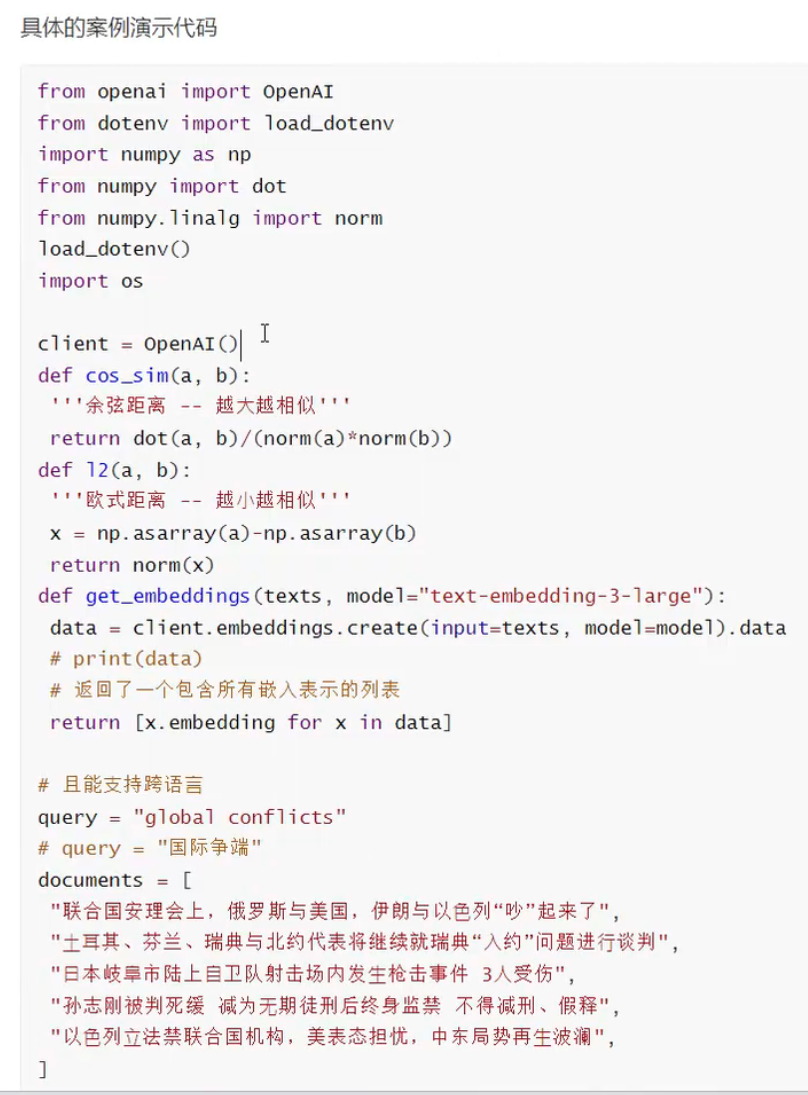 具体的案例演示代码
from openai import OpenAI
from dotenv import load_dotenv
import numpy as np
from numpy import dot
from numpy.linalg import norm
load_dotenv()
import os
client = OpenAI()
def cos_sim(a, b):
 '''余弦距离 -- 越大越相似'''
 return dot(a, b)/(norm(a)*norm(b))
def l2(a, b):
 '''欧式距离 -- 越小越相似'''
 x = np.asarray(a)-np.asarray(b)
 return norm(x)
def get_embeddings(texts, model="text-embedding-3-large"):
 data = client.embeddings.create(input=texts, model=model).data
 # print(data)
 # 返回了一个包含所有嵌入表示的列表
 return [x.embedding for x in data]
# 且能支持跨语言
query = "global conflicts"
# query = "国际争端"
documents = [
 "联合国安理会上，俄罗斯与美国，伊朗与以色列“吵”起来了",
 "土耳其、芬兰、瑞典与北约代表将继续就瑞典“入约”问题进行谈判",
 "日本岐阜市陆上自卫队射击场内发生枪击事件 3人受伤",
 "孙志刚被判死缓 减为无期徒刑后终身监禁 不得减刑、假释",
 "以色列立法禁联合国机构，美表态担忧，中东局势再生波澜",
]